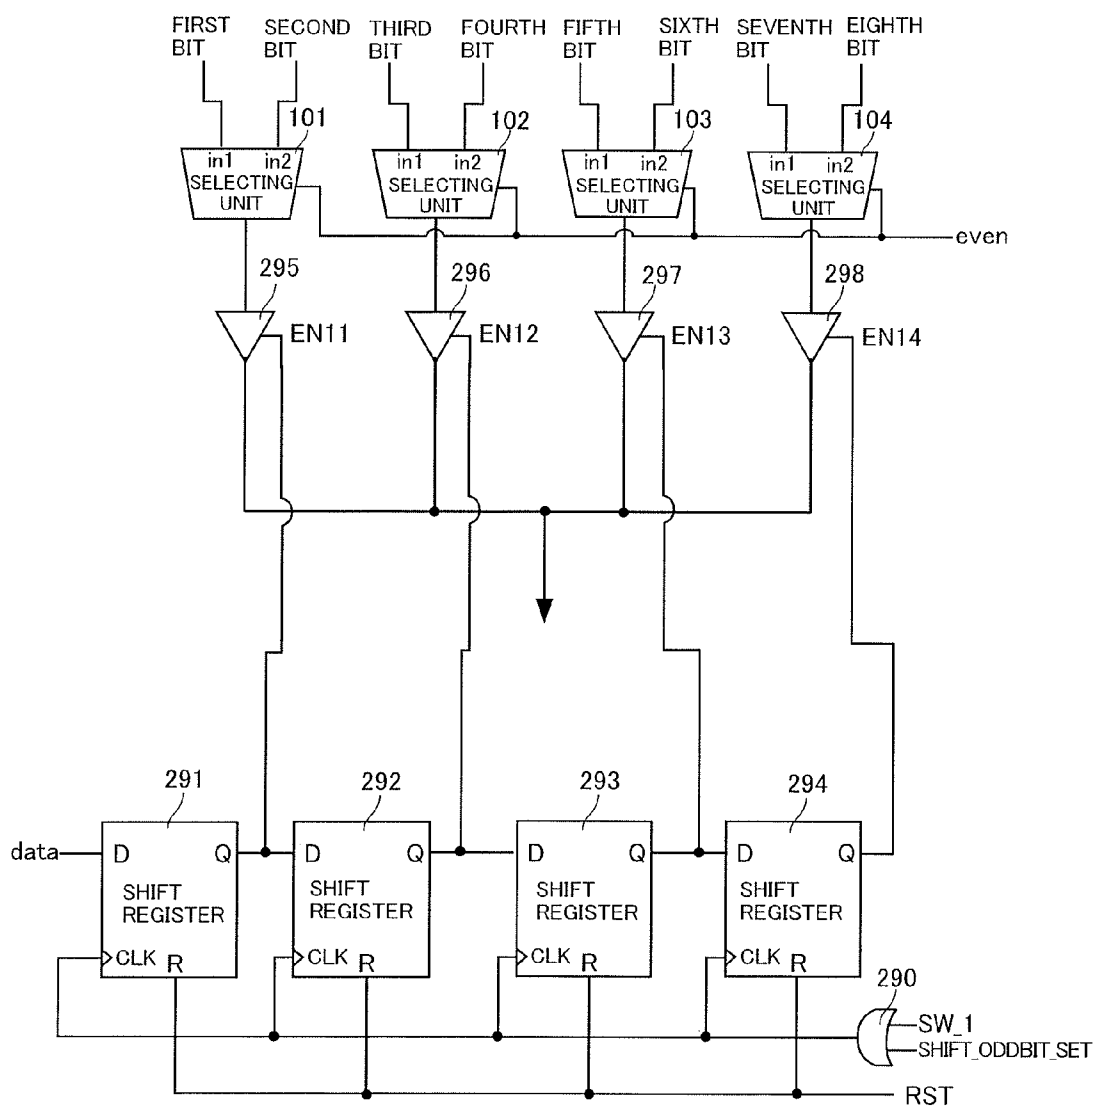 FIRST BIT
SECOND BIT
THIRD BIT
FOURTH BIT
FIFTH BIT
SIXTH BIT
SEVENTH BIT
EIGHTH BIT
101
102
103
104
in1 in2
SELECTING UNIT
in1 in2
SELECTING UNIT
in1 in2
SELECTING UNIT
in1 in2
SELECTING UNIT
even
295
296
297
298
EN11
EN12
EN13
EN14
291
292
293
294
data
D Q
SHIFT REGISTER
CLK R
D Q
SHIFT REGISTER
CLK R
D Q
SHIFT REGISTER
CLK R
D Q
SHIFT REGISTER
CLK R
290
SW_1
SHIFT_ODDBIT_SET
RST